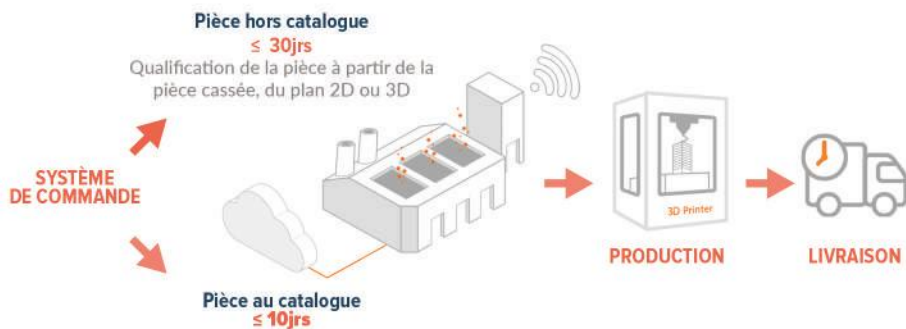 Pièce hors catalogue
≤ 30jrs
Qualification de la pièce à partir de la
pièce cassée, du plan 2D ou 3D
SYSTÈME
DE COMMANDE
3D Printer
PRODUCTION
LIVRAISON
Pièce au catalogue
≤ 10jrs